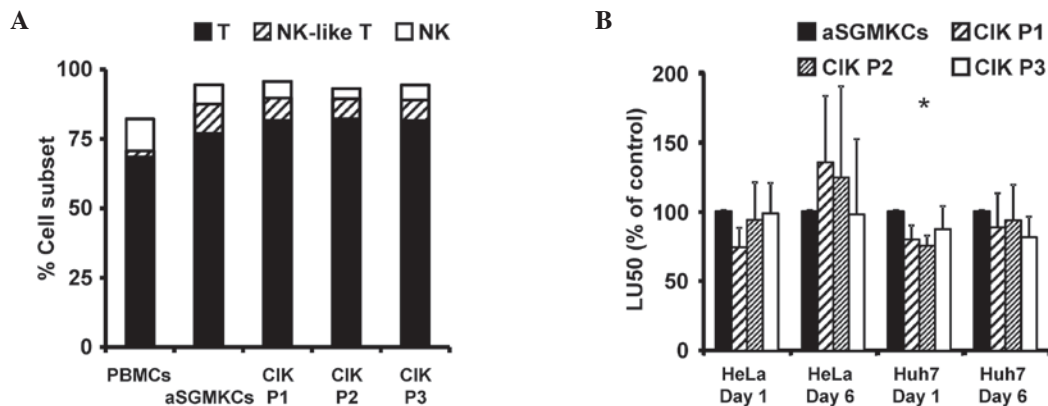 A
T NK-like T NK
100
75
50
25
0
% Cell subset
PBMCs
aSGMKCs
CIK
P1
CIK
P2
CIK
P3
B
aSGMKCs CIK P1
CIK P2 CIK P3
200
150
100
50
0
LU50 (% of control)
*
HeLa
Day 1
HeLa
Day 6
Huh7
Day 1
Huh7
Day 6